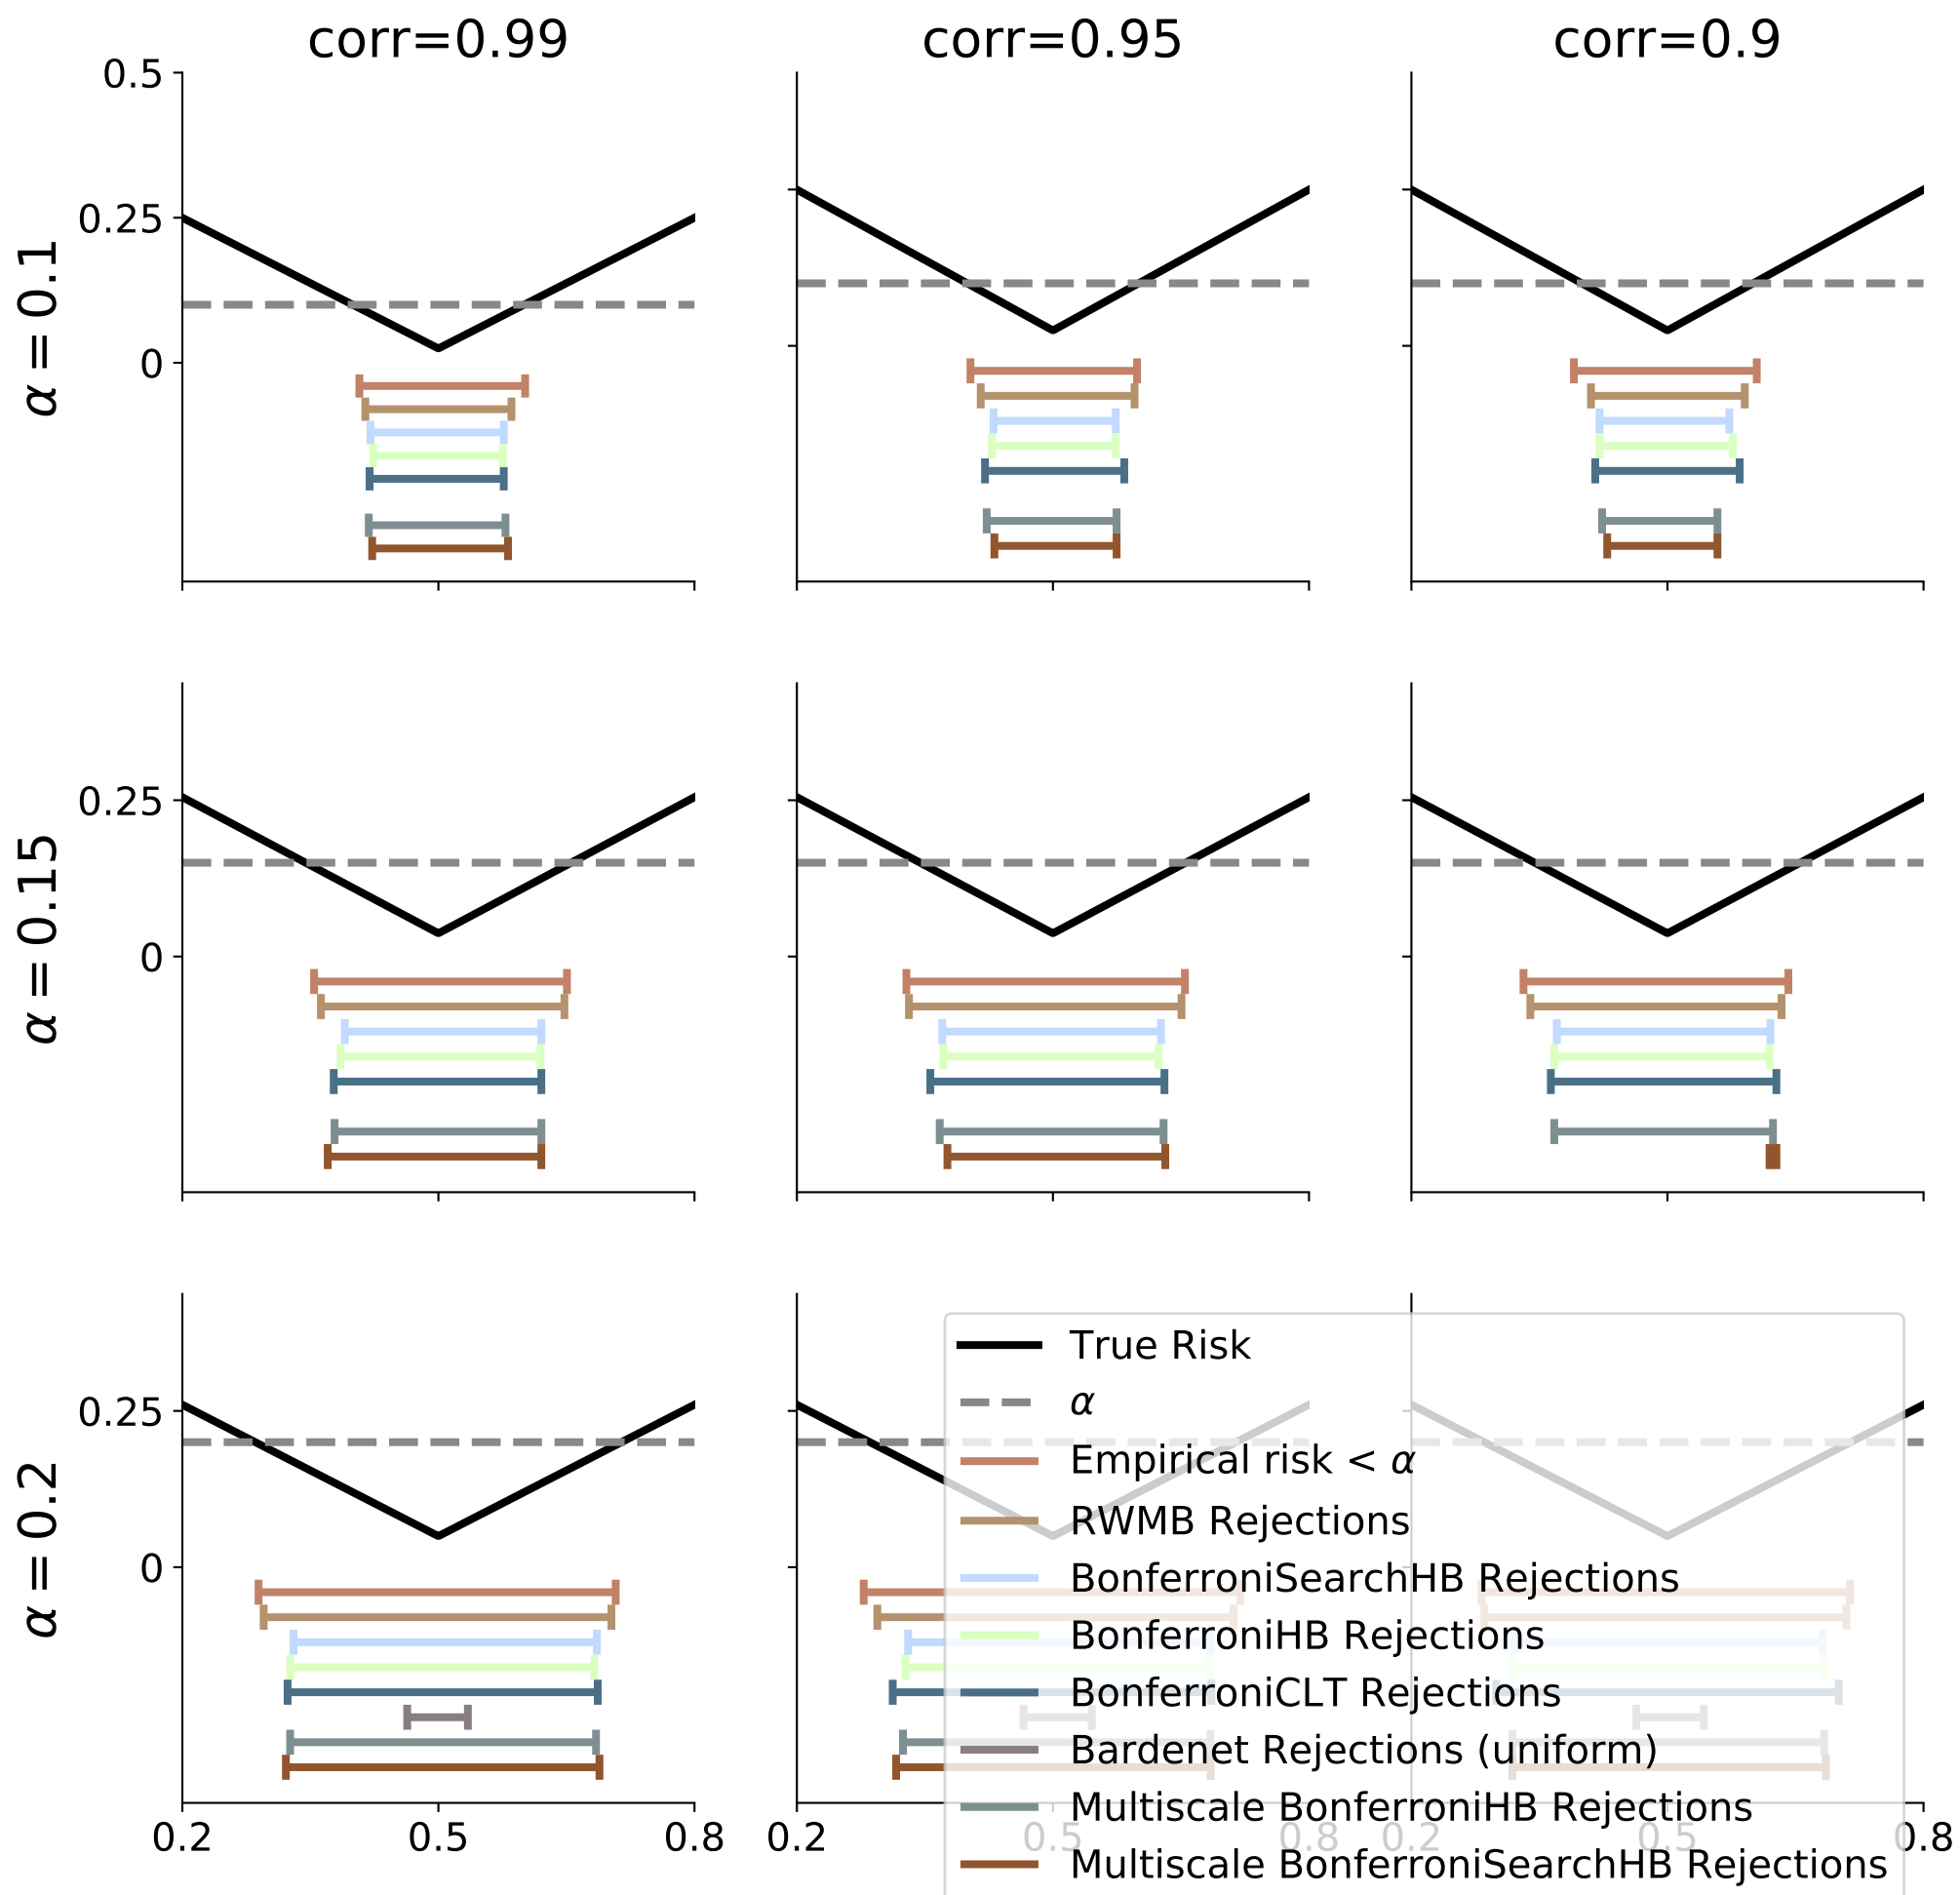 corr=0.99 corr=0.95 corr=0.9
0.5
0.25
0
α = 0.1
0.25
0
α = 0.15
0.25
0
α = 0.2
True Risk
α
Empirical risk < α
RWMB Rejections
BonferroniSearchHB Rejections
BonferroniHB Rejections
BonferroniCLT Rejections
Bardenet Rejections (uniform)
Multiscale BonferroniHB Rejections
Multiscale BonferroniSearchHB Rejections
0.2 0.5 0.8 0.2 0.5 0.8 0.2 0.5 0.8